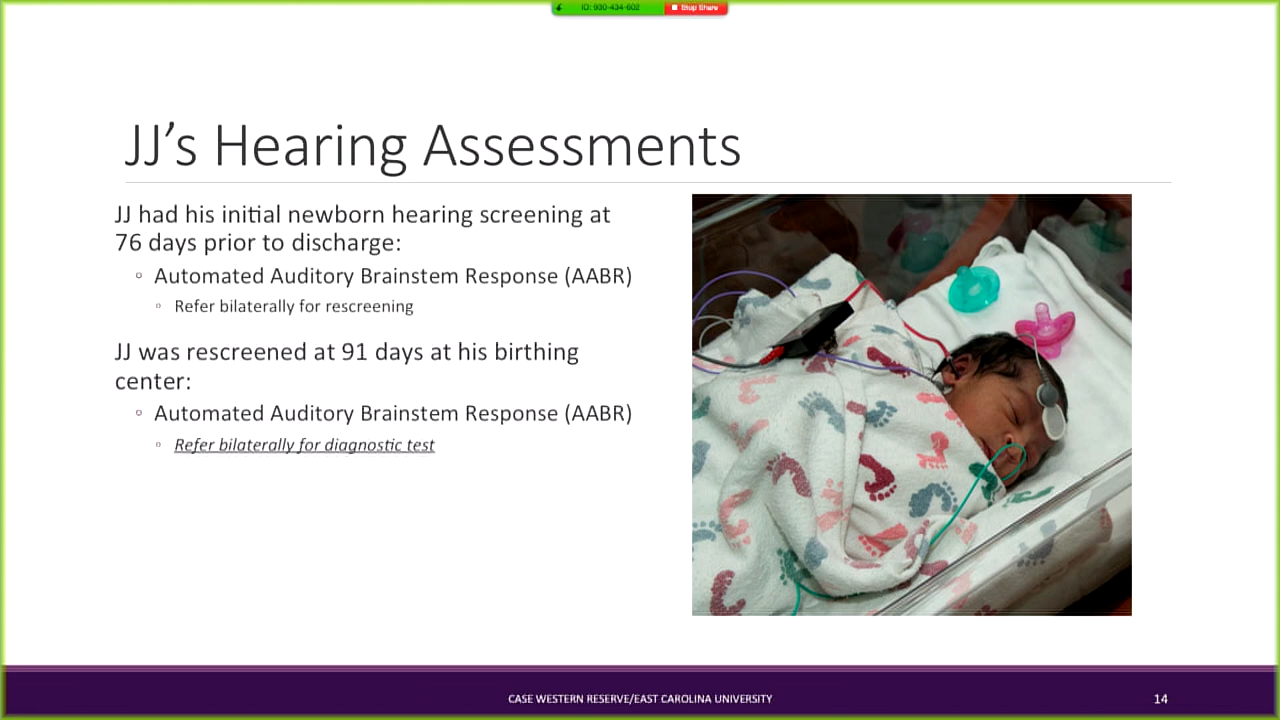 ID: 930-434-602
Stop Share
JJ's Hearing Assessments
JJ had his initial newborn hearing screening at
76 days prior to discharge:
Automated Auditory Brainstem Response (AABR)
Refer bilaterally for rescreening
JJ was rescreened at 91 days at his birthing
center:
Automated Auditory Brainstem Response (AABR)
Refer bilaterally for diagnostic test
CASE WESTERN RESERVE/EAST CAROLINA UNIVERSITY
14